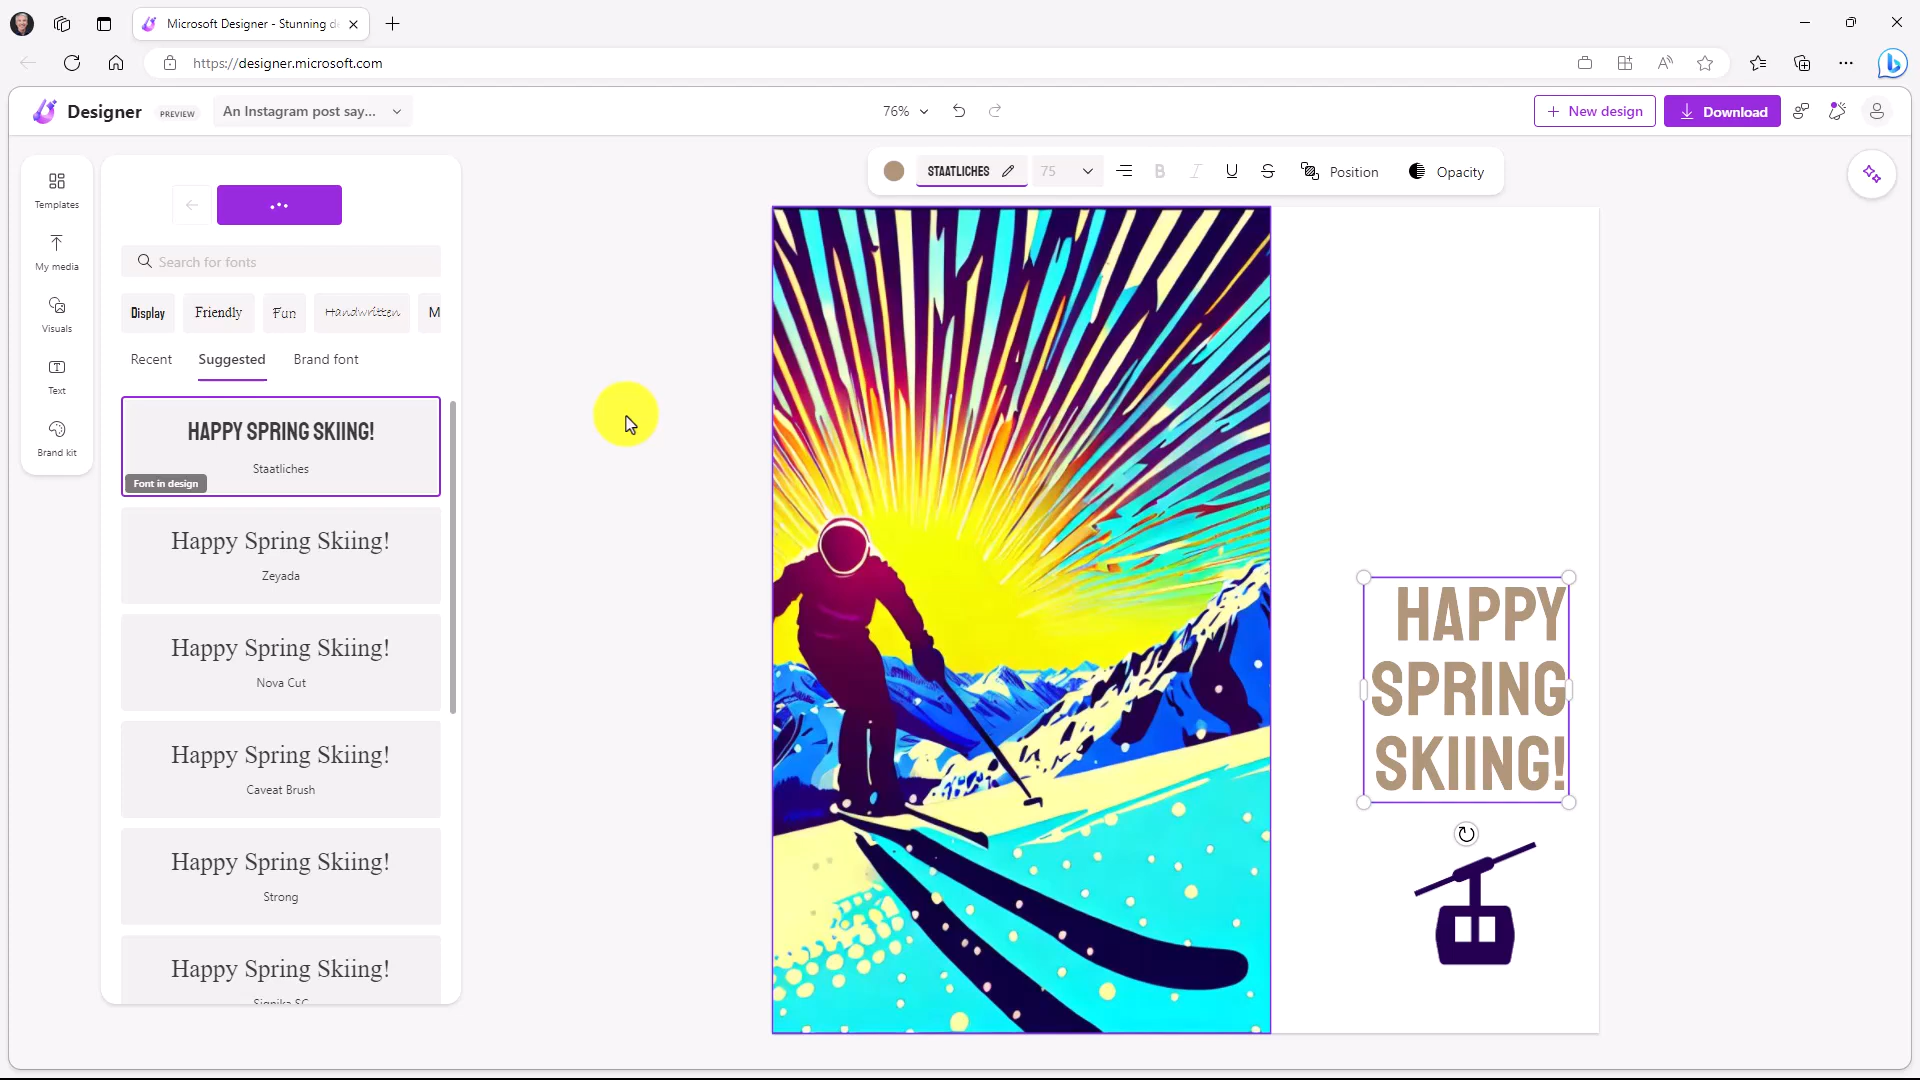 Microsoft Designer - Stunning d
https://designer.microsoft.com
Designer PREVIEW An Instagram post say... 76% New design Download
STAATLICHES 75 B I U S Position Opacity
Templates
My media
Visuals
Text
Brand kit
Search for fonts
Display Friendly Fun Handwritten M
Recent Suggested Brand font
HAPPY SPRING SKIING!
Staatliches
Font in design
Happy Spring Skiing!
Zeyada
Happy Spring Skiing!
Nova Cut
Happy Spring Skiing!
Caveat Brush
Happy Spring Skiing!
Strong
Happy Spring Skiing!
Signika SC
HAPPY
SPRING
SKIING!